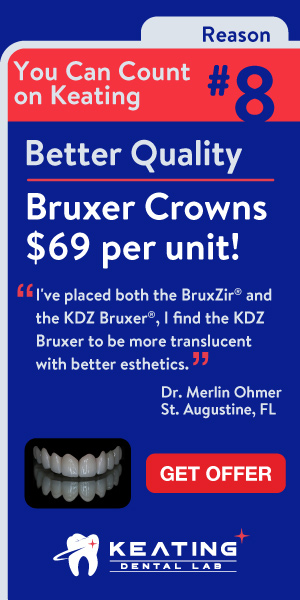 Reason
You Can Count
on Keating
#8
Better Quality
Bruxer Crowns
$69 per unit!
“I've placed both the BruxZir® and
the KDZ Bruxer®, I find the KDZ
Bruxer to be more translucent
with better esthetics.”
Dr. Merlin Ohmer
St. Augustine, FL
GET OFFER
KEATING
DENTAL LAB